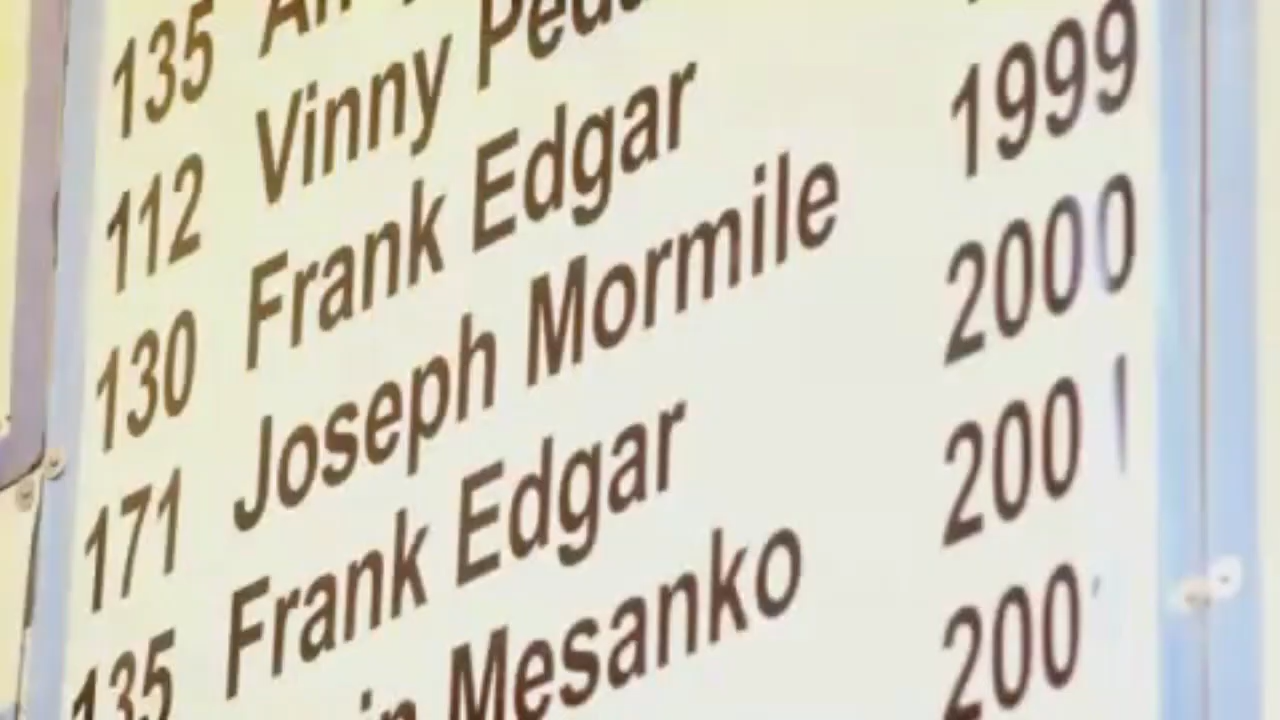 135
112 Vinny
130 Frank Edgar
171 Joseph Mormile 1999
135 Frank Edgar 2000
Mesanko 200
200